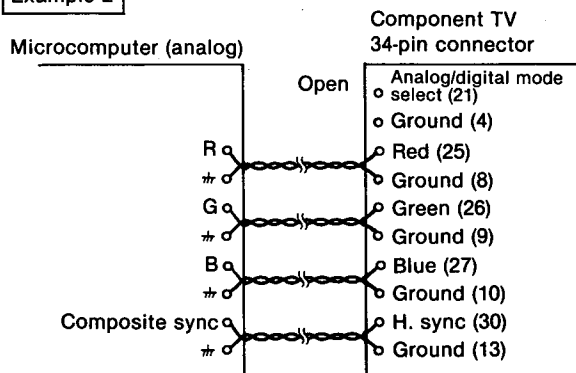 Example 2
Component TV
34-pin connector
Microcomputer (analog)
Open
Analog/digital mode
select (21)
Ground (4)
R
Red (25)
Ground (8)
G
Green (26)
Ground (9)
B
Blue (27)
Ground (10)
Composite sync
H. sync (30)
Ground (13)